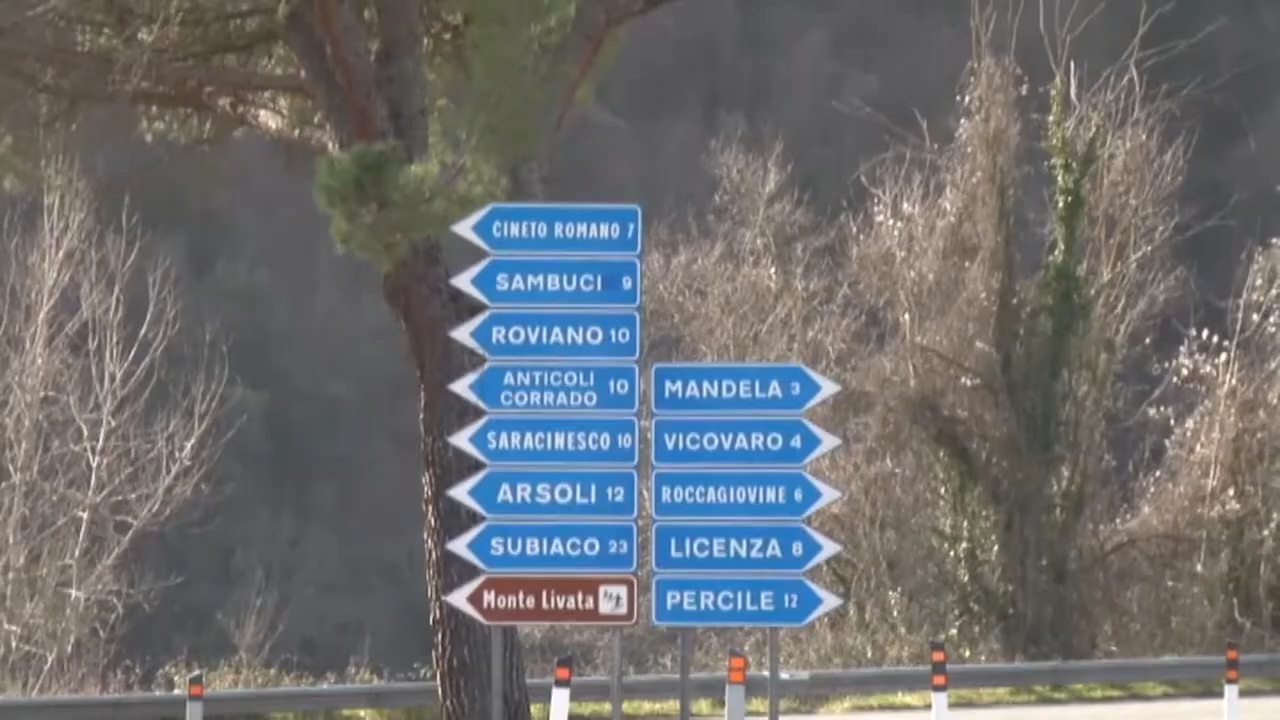 CINETO ROMANO 7
SAMBUCI 9
ROVIANO 10
ANTICOLI
CORRADO 10
SARACINESCO 10
ARSOLI 12
SUBIACO 23
Monte Livata
MANDELA 3
VICOVARO 4
ROCCAGIOVINE 6
LICENZA 8
PERCILE 12